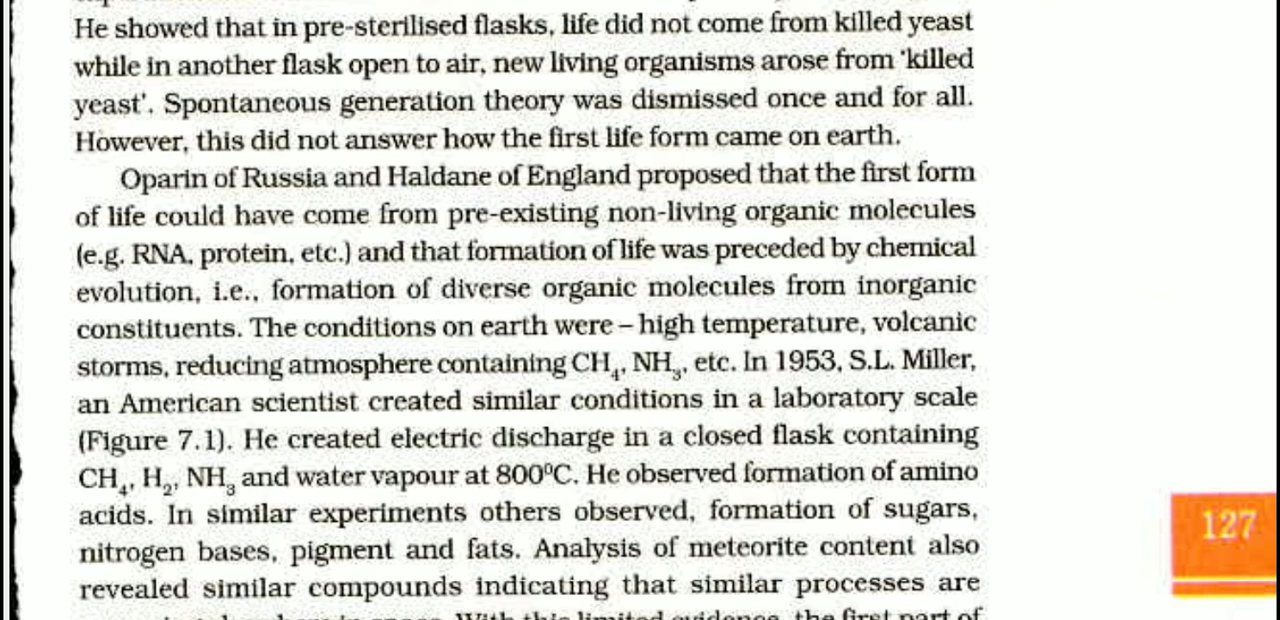 He showed that in pre-sterilised flasks, life did not come from killed yeast
while in another flask open to air, new living organisms arose from ‘killed
yeast’. Spontaneous generation theory was dismissed once and for all.
However, this did not answer how the first life form came on earth.
Oparin of Russia and Haldane of England proposed that the first form
of life could have come from pre-existing non-living organic molecules
(e.g. RNA, protein, etc.) and that formation of life was preceded by chemical
evolution, i.e., formation of diverse organic molecules from inorganic
constituents. The conditions on earth were – high temperature, volcanic
storms, reducing atmosphere containing CH₄, NH₃, etc. In 1953, S.L. Miller,
an American scientist created similar conditions in a laboratory scale
(Figure 7.1). He created electric discharge in a closed flask containing
CH₄, H₂, NH₃ and water vapour at 800⁰C. He observed formation of amino
acids. In similar experiments others observed, formation of sugars,
nitrogen bases, pigment and fats. Analysis of meteorite content also
revealed similar compounds indicating that similar processes are
With this limited evidence, the first part of
127